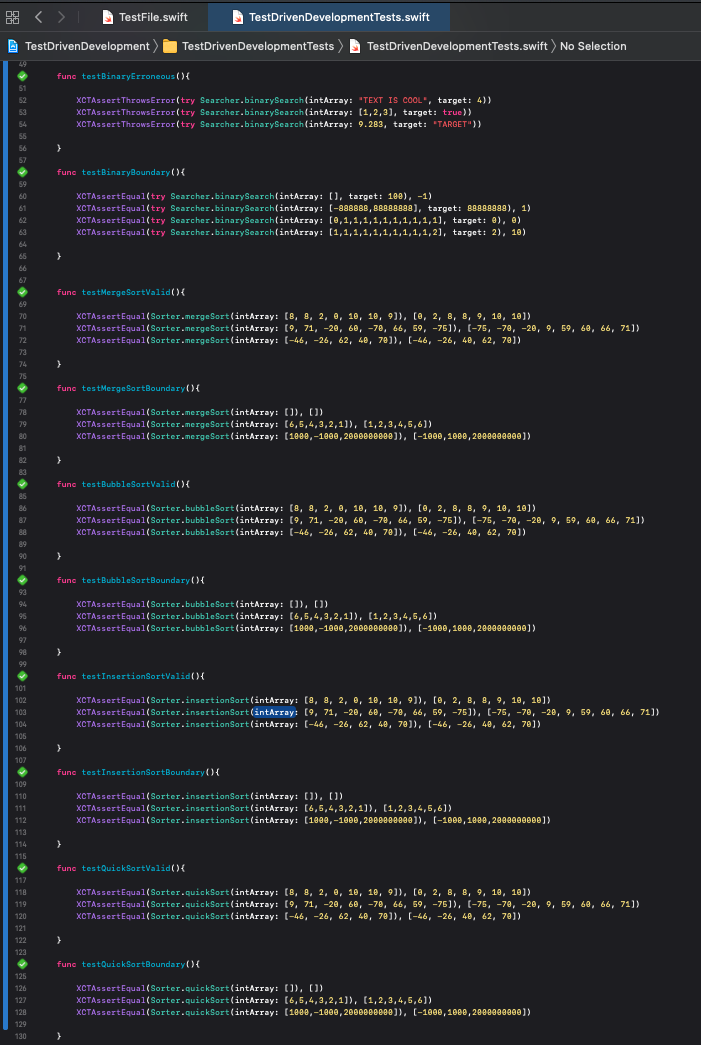 TestFile.swift TestDrivenDevelopmentTests.swift
TestDrivenDevelopment TestDrivenDevelopmentTests TestDrivenDevelopmentTests.swift No Selection
49
func testBinaryErroneous(){
51
52 XCTAssertThrowsError(try Searcher.binarySearch(intArray: "TEXT IS COOL", target: 4))
53 XCTAssertThrowsError(try Searcher.binarySearch(intArray: [1,2,3], target: true))
54 XCTAssertThrowsError(try Searcher.binarySearch(intArray: 9.283, target: "TARGET"))
55
56 }
57
func testBinaryBoundary(){
59
60 XCTAssertEqual(try Searcher.binarySearch(intArray: [], target: 100), -1)
61 XCTAssertEqual(try Searcher.binarySearch(intArray: [-888888,88888888], target: 88888888), 1)
62 XCTAssertEqual(try Searcher.binarySearch(intArray: [0,1,1,1,1,1,1,1,1,1,1], target: 0), 0)
63 XCTAssertEqual(try Searcher.binarySearch(intArray: [1,1,1,1,1,1,1,1,1,1,2], target: 2), 10)
64
65 }
66
67
func testMergeSortValid(){
69
70 XCTAssertEqual(Sorter.mergeSort(intArray: [8, 8, 2, 0, 10, 10, 9]), [0, 2, 8, 8, 9, 10, 10])
71 XCTAssertEqual(Sorter.mergeSort(intArray: [9, 71, -20, 60, -70, 66, 59, -75]), [-75, -70, -20, 9, 59, 60, 66, 71])
72 XCTAssertEqual(Sorter.mergeSort(intArray: [-46, -26, 62, 40, 70]), [-46, -26, 40, 62, 70])
73
74 }
75
func testMergeSortBoundary(){
77
78 XCTAssertEqual(Sorter.mergeSort(intArray: []), [])
79 XCTAssertEqual(Sorter.mergeSort(intArray: [6,5,4,3,2,1]), [1,2,3,4,5,6])
80 XCTAssertEqual(Sorter.mergeSort(intArray: [1000,-1000,2000000000]), [-1000,1000,2000000000])
81
82 }
83
func testBubbleSortValid(){
85
86 XCTAssertEqual(Sorter.bubbleSort(intArray: [8, 8, 2, 0, 10, 10, 9]), [0, 2, 8, 8, 9, 10, 10])
87 XCTAssertEqual(Sorter.bubbleSort(intArray: [9, 71, -20, 60, -70, 66, 59, -75]), [-75, -70, -20, 9, 59, 60, 66, 71])
88 XCTAssertEqual(Sorter.bubbleSort(intArray: [-46, -26, 62, 40, 70]), [-46, -26, 40, 62, 70])
89
90 }
91
func testBubbleSortBoundary(){
93
94 XCTAssertEqual(Sorter.bubbleSort(intArray: []), [])
95 XCTAssertEqual(Sorter.bubbleSort(intArray: [6,5,4,3,2,1]), [1,2,3,4,5,6])
96 XCTAssertEqual(Sorter.bubbleSort(intArray: [1000,-1000,2000000000]), [-1000,1000,2000000000])
97
98 }
99
func testInsertionSortValid(){
101
102 XCTAssertEqual(Sorter.insertionSort(intArray: [8, 8, 2, 0, 10, 10, 9]), [0, 2, 8, 8, 9, 10, 10])
103 XCTAssertEqual(Sorter.insertionSort(intArray: [9, 71, -20, 60, -70, 66, 59, -75]), [-75, -70, -20, 9, 59, 60, 66, 71])
104 XCTAssertEqual(Sorter.insertionSort(intArray: [-46, -26, 62, 40, 70]), [-46, -26, 40, 62, 70])
105
106 }
107
func testInsertionSortBoundary(){
109
110 XCTAssertEqual(Sorter.insertionSort(intArray: []), [])
111 XCTAssertEqual(Sorter.insertionSort(intArray: [6,5,4,3,2,1]), [1,2,3,4,5,6])
112 XCTAssertEqual(Sorter.insertionSort(intArray: [1000,-1000,2000000000]), [-1000,1000,2000000000])
113
114 }
115
func testQuickSortValid(){
117
118 XCTAssertEqual(Sorter.quickSort(intArray: [8, 8, 2, 0, 10, 10, 9]), [0, 2, 8, 8, 9, 10, 10])
119 XCTAssertEqual(Sorter.quickSort(intArray: [9, 71, -20, 60, -70, 66, 59, -75]), [-75, -70, -20, 9, 59, 60, 66, 71])
120 XCTAssertEqual(Sorter.quickSort(intArray: [-46, -26, 62, 40, 70]), [-46, -26, 40, 62, 70])
121
122 }
123
func testQuickSortBoundary(){
125
126 XCTAssertEqual(Sorter.quickSort(intArray: []), [])
127 XCTAssertEqual(Sorter.quickSort(intArray: [6,5,4,3,2,1]), [1,2,3,4,5,6])
128 XCTAssertEqual(Sorter.quickSort(intArray: [1000,-1000,2000000000]), [-1000,1000,2000000000])
129
130 }